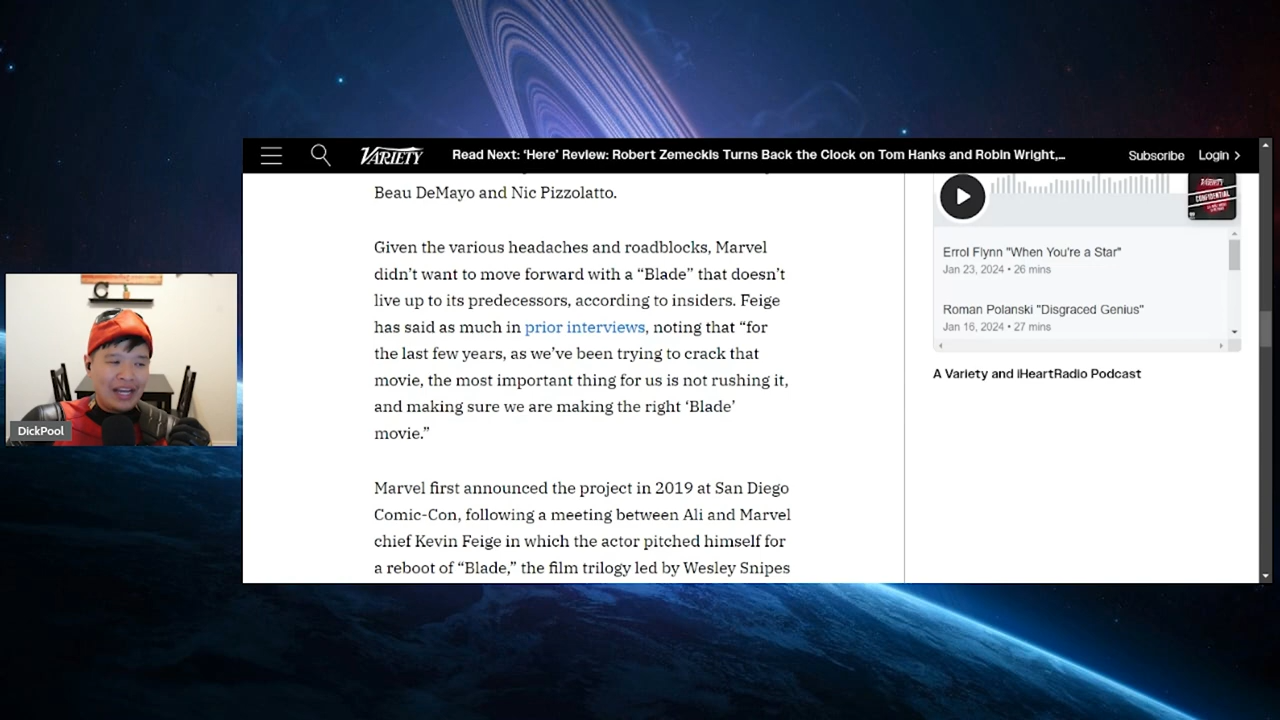 VARIETY
Read Next: ‘Here’ Review: Robert Zemeckis Turns Back the Clock on Tom Hanks and Robin Wright,...
Subscribe
Login
Beau DeMayo and Nic Pizzolatto.
Given the various headaches and roadblocks, Marvel
didn’t want to move forward with a “Blade” that doesn’t
live up to its predecessors, according to insiders. Feige
has said as much in prior interviews, noting that “for
the last few years, as we’ve been trying to crack that
movie, the most important thing for us is not rushing it,
and making sure we are making the right ‘Blade’
movie.”
Marvel first announced the project in 2019 at San Diego
Comic-Con, following a meeting between Ali and Marvel
chief Kevin Feige in which the actor pitched himself for
a reboot of “Blade,” the film trilogy led by Wesley Snipes
VARIETY
CONFIDENTIAL
Errol Flynn "When You're a Star"
Jan 23, 2024 • 26 mins
Roman Polanski "Disgraced Genius"
Jan 16, 2024 • 27 mins
A Variety and iHeartRadio Podcast
DickPool